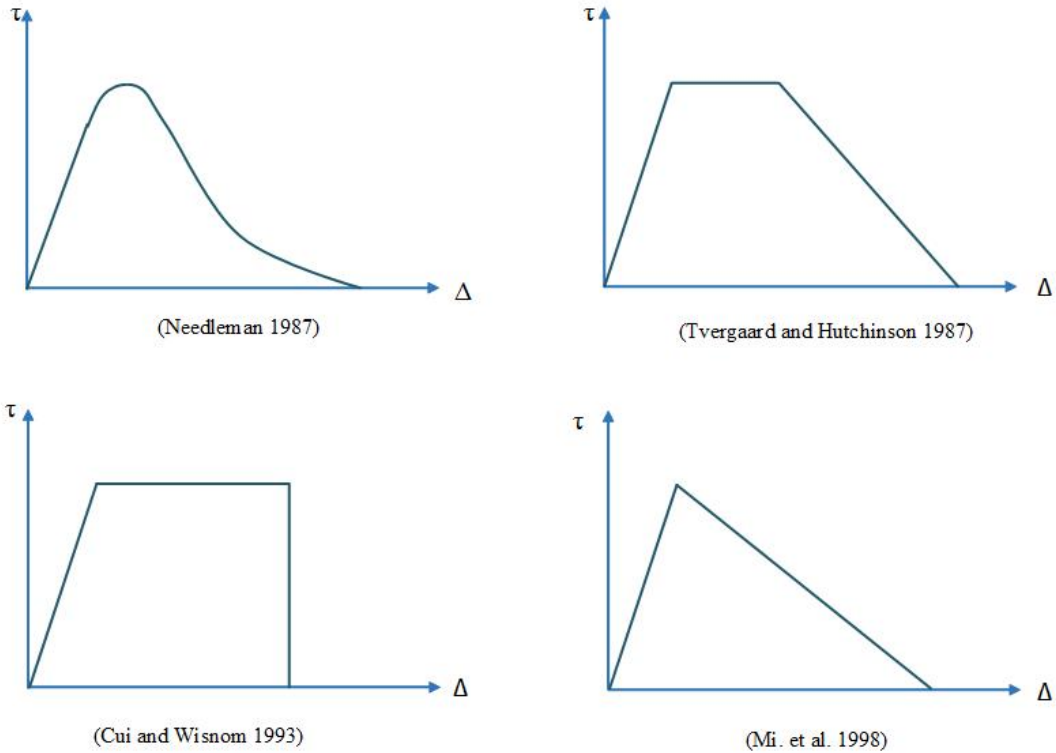 τ
Δ
(Needleman 1987)
τ
Δ
(Tvergaard and Hutchinson 1987)
τ
Δ
(Cui and Wisnom 1993)
τ
Δ
(Mi. et al. 1998)